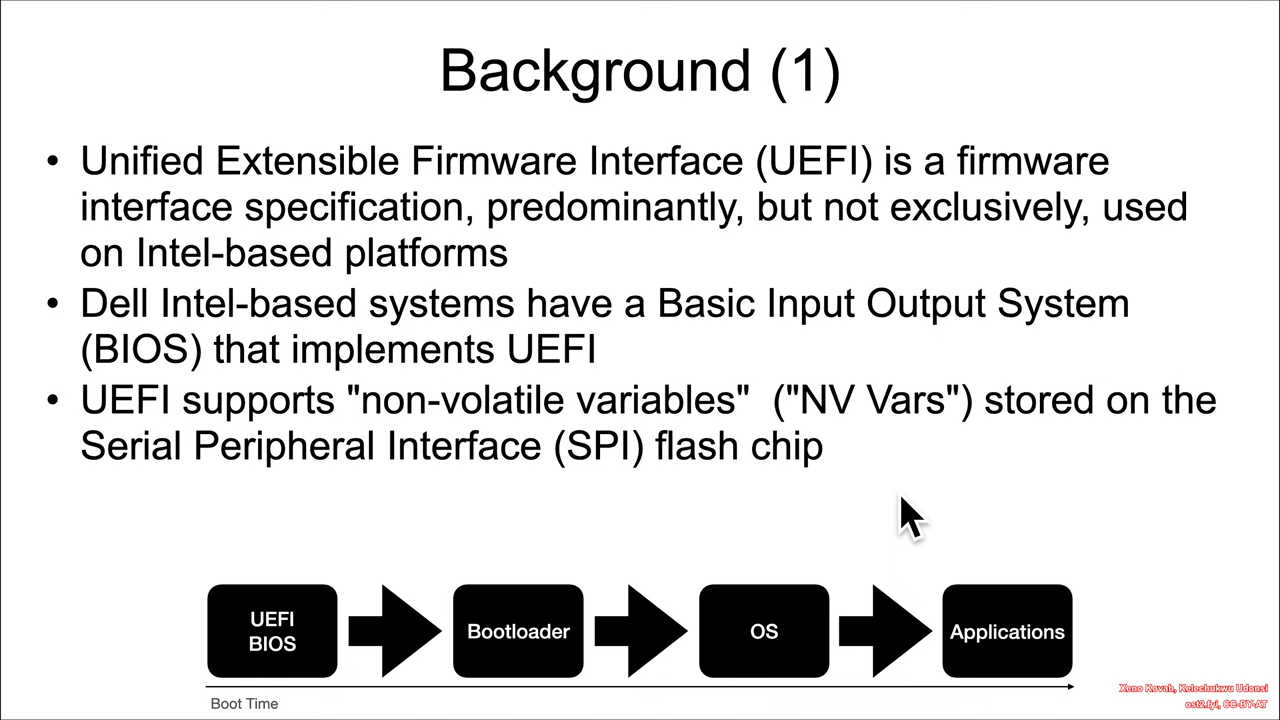 Background (1)
• Unified Extensible Firmware Interface (UEFI) is a firmware
interface specification, predominantly, but not exclusively, used
on Intel-based platforms
• Dell Intel-based systems have a Basic Input Output System
(BIOS) that implements UEFI
• UEFI supports "non-volatile variables"  ("NV Vars") stored on the
Serial Peripheral Interface (SPI) flash chip
UEFI
BIOS
Bootloader
OS
Applications
Boot Time
Xeno Kovah, Kelechukwu Udonsi
ost2.fyi, CC-BY-AT